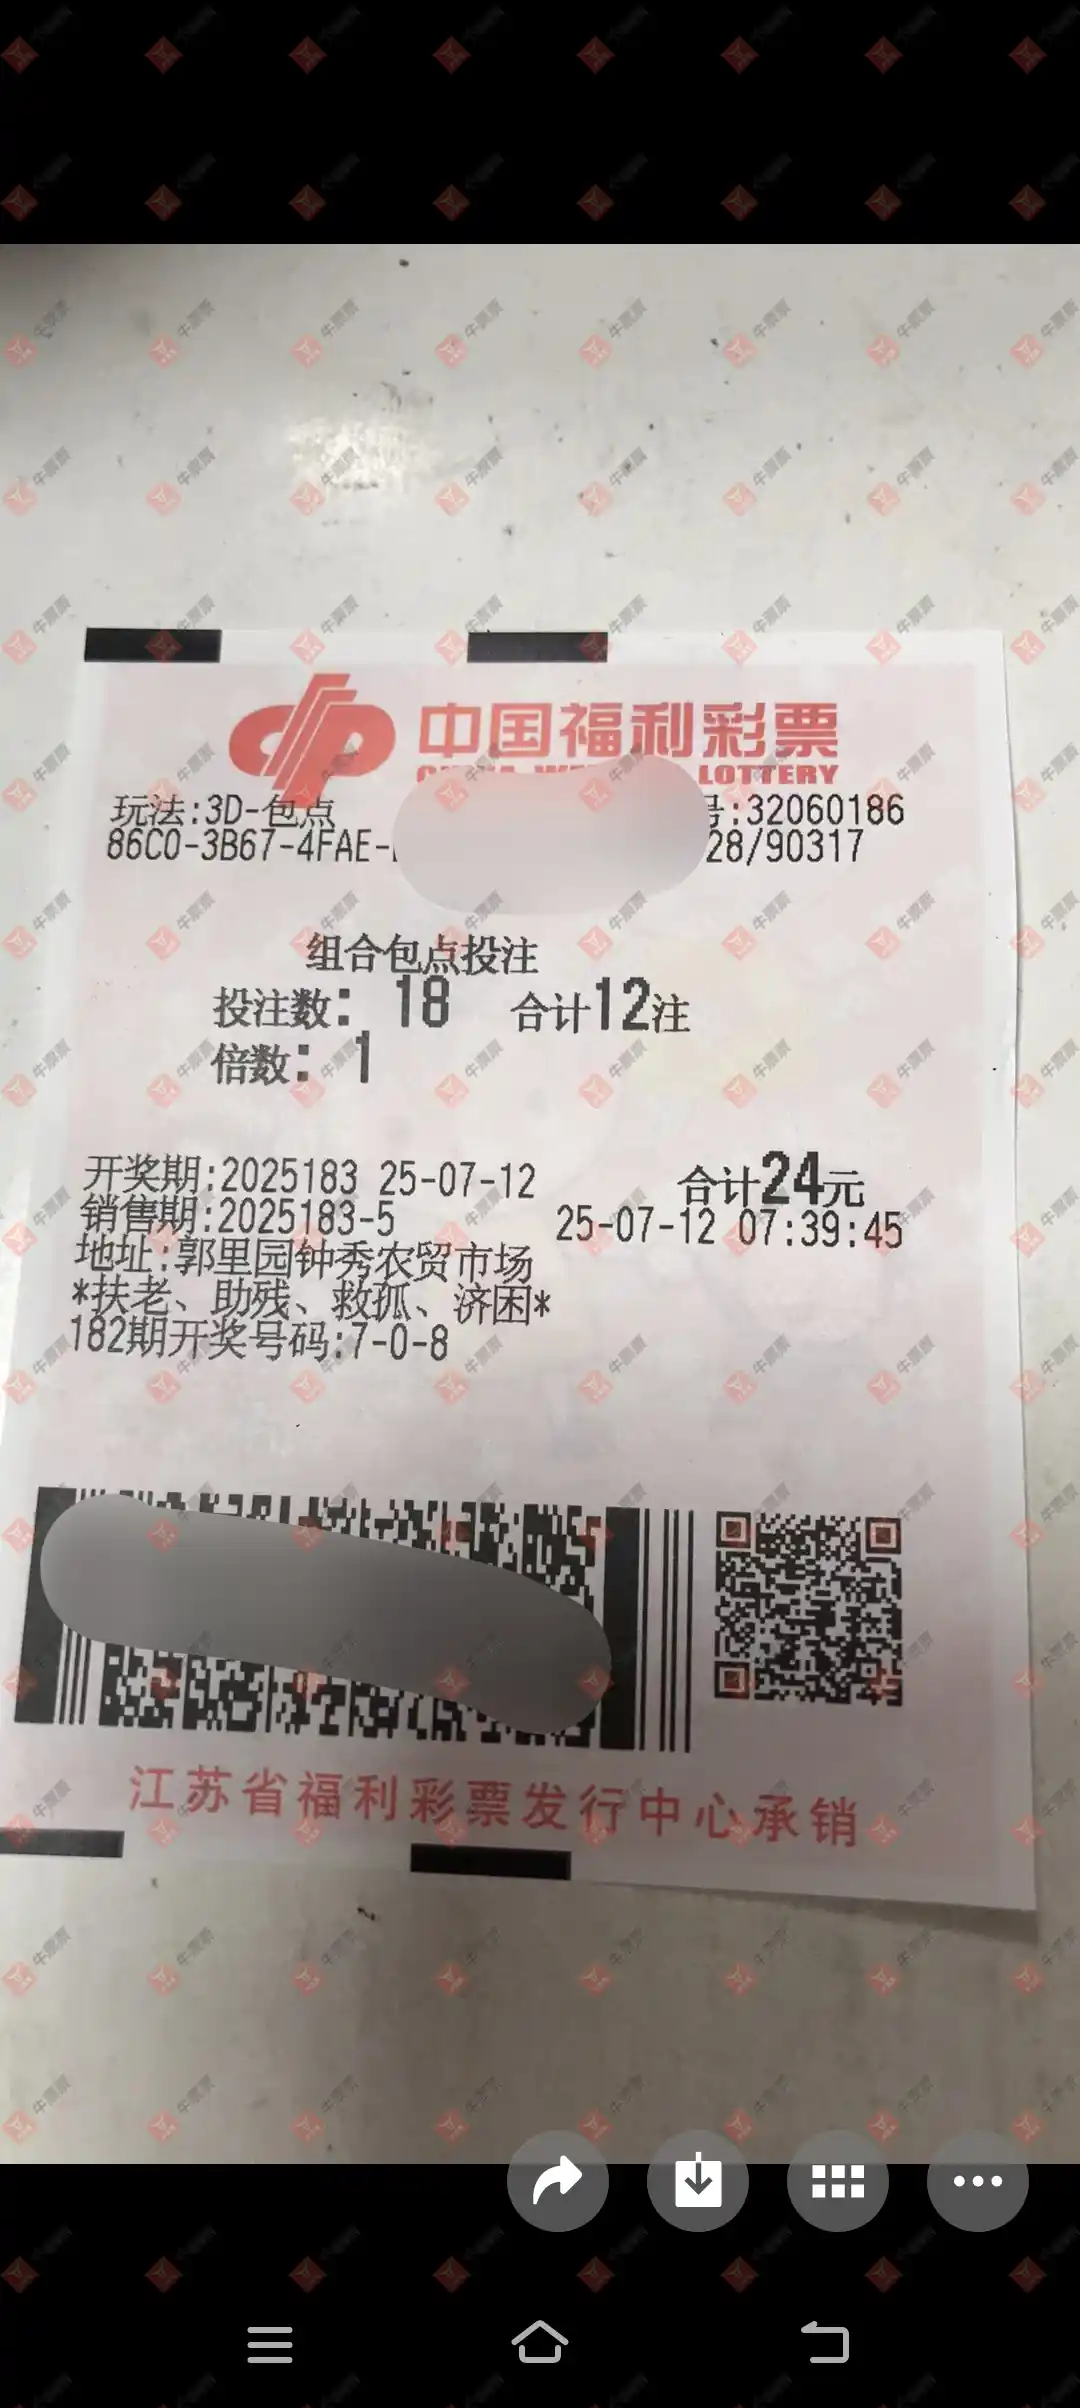 中国福利彩票
LOTTERY
玩法:3D-包点
号:32060186
86C0-3B67-4FAE-
28/90317
组合包点投注
投注数: 18 合计12注
倍数: 1
开奖期:2025183 25-07-12 合计24元
销售期:2025183-5 25-07-12 07:39:45
地址:郭里园钟秀农贸市场
*扶老、助残、救孤、济困*
182期开奖号码:7-0-8
江苏省福利彩票发行中心承销
牛票票